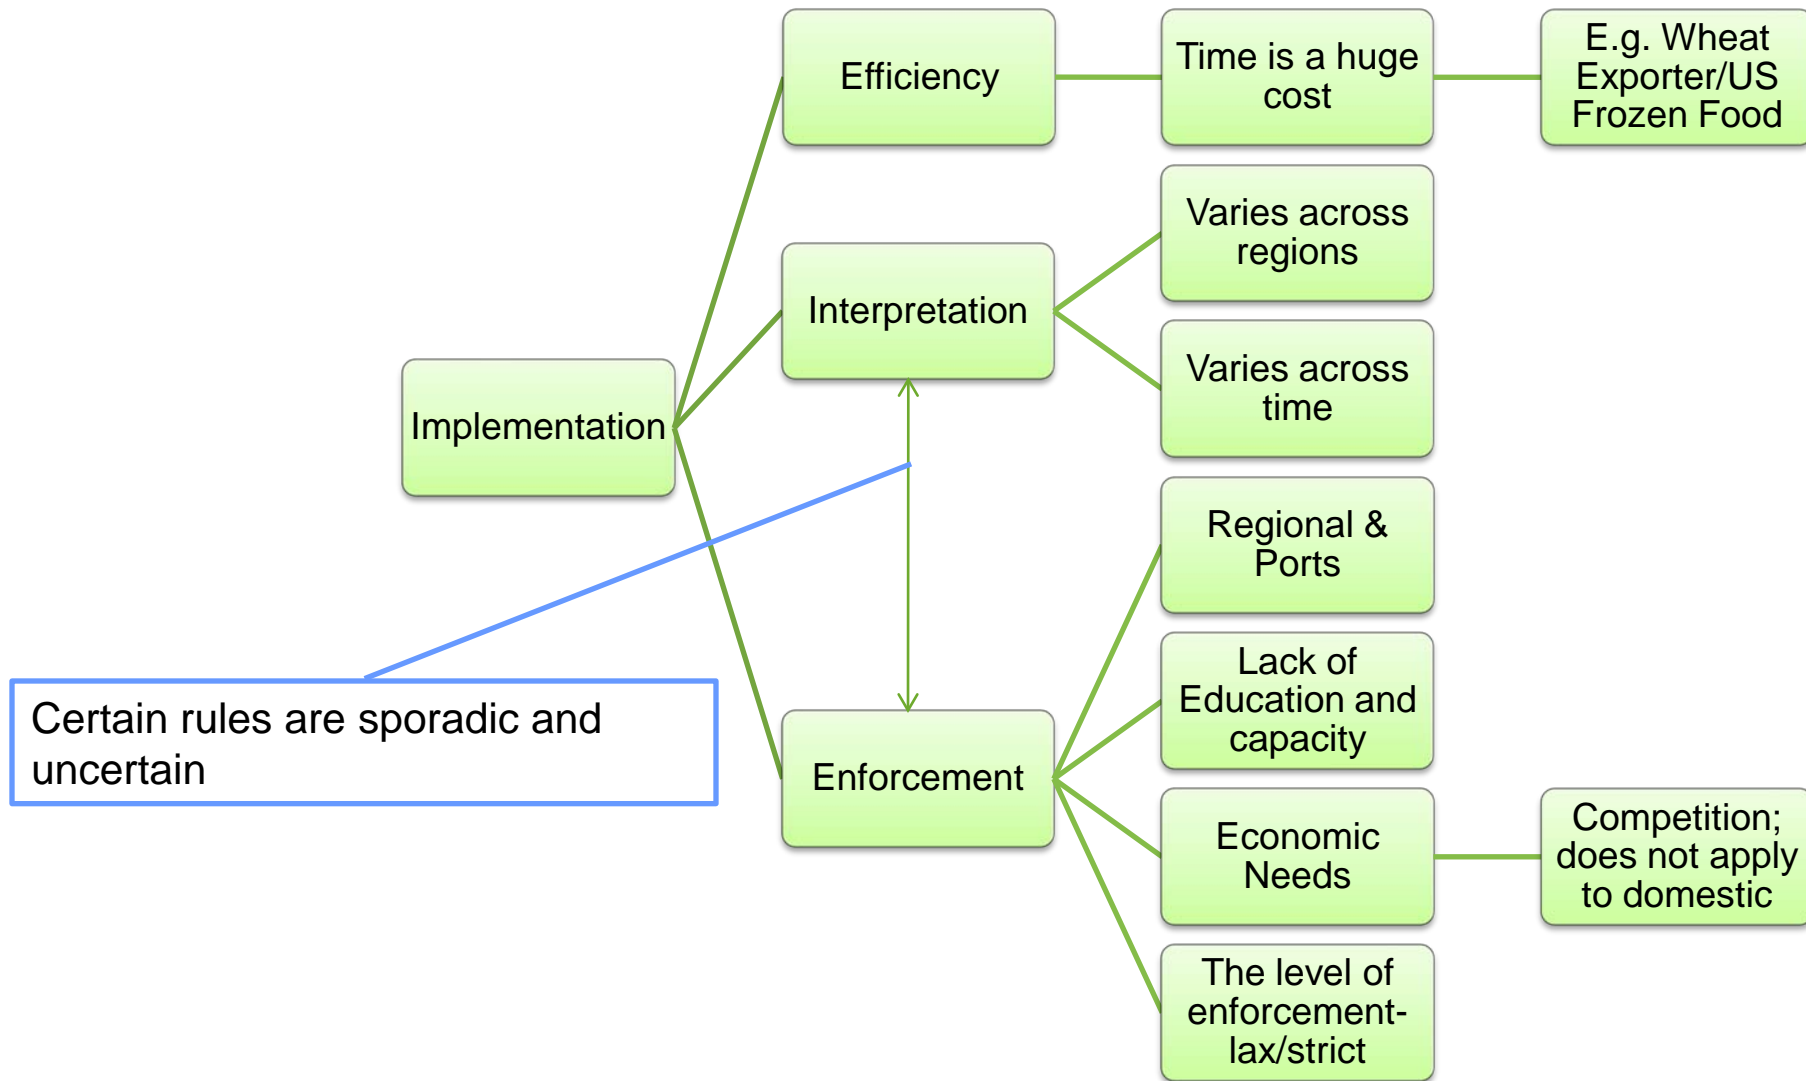 Efficiency
Time is a huge
cost
E.g. Wheat
Exporter/US
Frozen Food
Varies across
regions
Interpretation
Varies across
time
Implementation
Regional &
Ports
Lack of
Education and
capacity
Certain rules are sporadic and
uncertain
Enforcement
Economic
Needs
Competition;
does not apply
to domestic
The level of
enforcement-
lax/strict